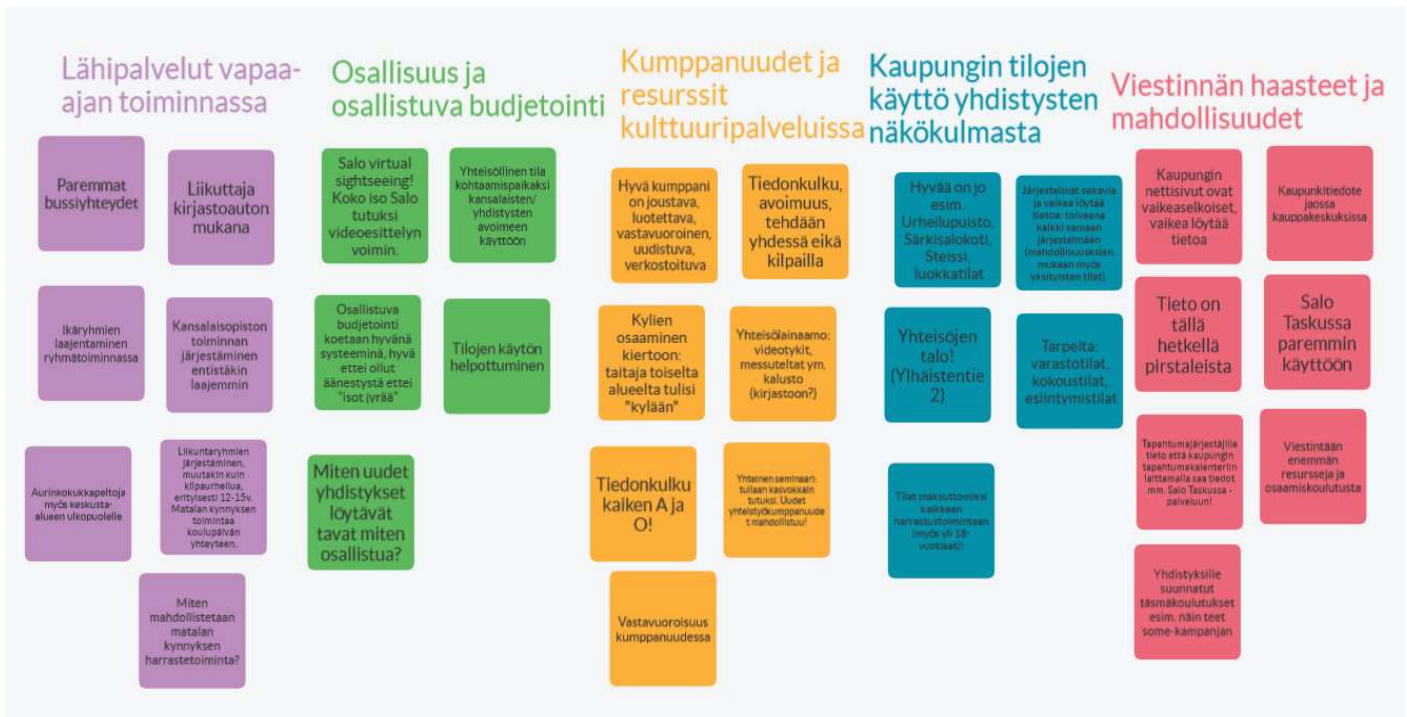 Lähipalvelut vapaa-
ajan toiminnassa
Paremmat
bussiyhteydet
Liikuttaja
kirjastoauton
mukana
Ikäryhmien
laajentaminen
ryhmätoiminnassa
Kansalaisopiston
toiminnan
järjestäminen
entistäkin
laajemmin
Aurinkokukkapeltoja
myös keskusta-
alueen ulkopuolelle
Liikuntaryhmien
järjestäminen,
muutakin kuin
kilpaurheilua,
erityisesti 12-15v.
Matalan kynnyksen
toimintaa
koulupäivän
yhteyteen.
Miten
mahdollistetaan
matalan
kynnyksen
harrastetoiminta?
Osallisuus ja
osallistuva budjetointi
Salo virtual
sightseeing!
Koko iso Salo
tutuksi
videoesittelyn
voimin.
Yhteisöllinen tila
kohtaamispaikaksi
kansalaisten/
yhdistysten
avoimeen
käyttöön
Osallistuva
budjetointi
koetaan hyvänä
systeeminä, hyvä
ettei ollut
äänestystä ettei
"isot jyrää"
Tilojen käytön
helpottuminen
Miten uudet
yhdistykset
löytävät
tavat miten
osallistua?
Kumppanuudet ja
resurssit
kulttuuripalveluissa
Hyvä kumppani
on joustava,
luotettava,
vastavuoroinen,
uudistuva,
verkostoituva
Tiedonkulku,
avoimuus,
tehdään
yhdessä eikä
kilpailla
Kylien
osaaminen
kiertoon:
taitaja toiselta
alueelta tulisi
"kylään"
Yhteisölainaamo:
videotykit,
messuteltat ym.
kalusto
(kirjastoon?)
Tiedonkulku
kaiken A ja
O!
Yhteinen seminaari:
tullaan kasvokkain
tutuksi. Uudet
yhteistyökumppanuude
t mahdollistuu!
Vastavuoroisuus
kumppanuudessa
Kaupungin tilojen
käyttö yhdistysten
näkökulmasta
Hyvää on jo
esim.
Urheilupuisto,
Särkisalokoti,
Steissi,
luokkatilat
Järjestelmät sekavia
ja vaikea löytää
tietoa: toiveena
kaikki samaan
järjestelmään
(mahdollisuuksien
mukaan myös
yksityisten tilat).
Yhteisöjen
talo!
(Ylhäistentie
2)
Tarpeita:
varastotilat,
kokoustilat,
esiintymistilat
Tilat maksuttomiksi
kaikkeen
harrastustoimintaan
(myös yli 18-
vuotiaat)!
Viestinnän haasteet ja
mahdollisuudet
Kaupungin
nettisivut ovat
vaikeaselkoiset,
vaikea löytää
tietoa
Kaupunkitiedote
jaossa
kauppakeskuksissa
Tieto on
tällä
hetkellä
pirstaleista
Salo
Taskussa
paremmin
käyttöön
Tapahtumajärjestäjille
tieto että kaupungin
tapahtumakalenteriin
laittamalla saa tiedot
mm. Salo Taskussa -
palveluun!
Viestintään
enemmän
resursseja ja
osaamiskoulutusta
Yhdistyksille
suunnatut
täsmäkoulutukset
esim. näin teet
some-kampanjan